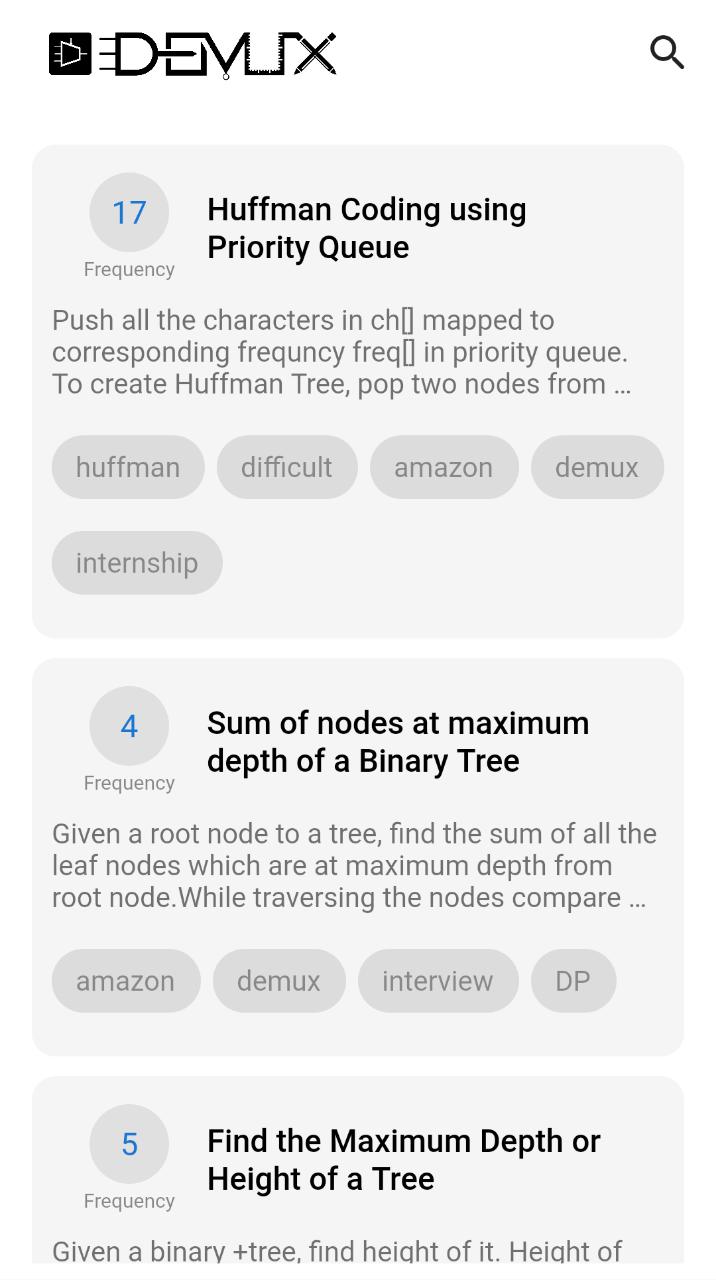 DEMUX
17
Frequency
Huffman Coding using
Priority Queue
Push all the characters in ch[] mapped to
corresponding frequncy freq[] in priority queue.
To create Huffman Tree, pop two nodes from ...
huffman difficult amazon demux
internship
4
Frequency
Sum of nodes at maximum
depth of a Binary Tree
Given a root node to a tree, find the sum of all the
leaf nodes which are at maximum depth from
root node.While traversing the nodes compare ...
amazon demux interview DP
5
Frequency
Find the Maximum Depth or
Height of a Tree
Given a binary +tree, find height of it. Height of